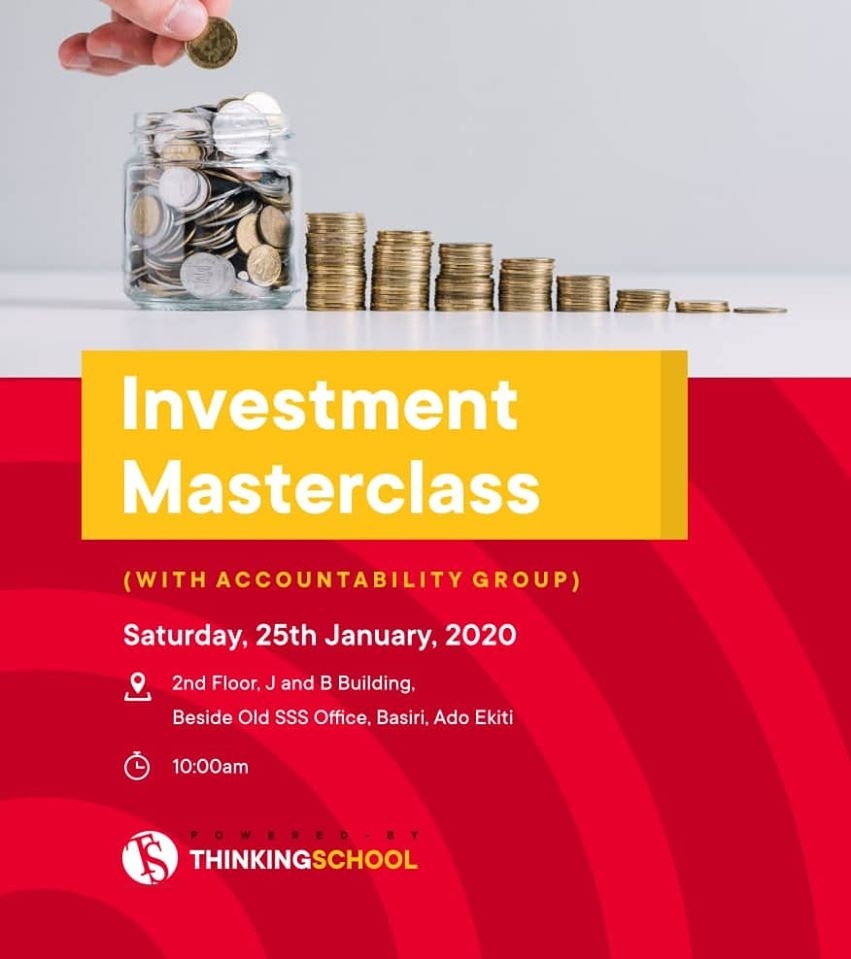 Investment
Masterclass
(WITH ACCOUNTABILITY GROUP)
Saturday, 25th January, 2020
2nd Floor, J and B Building,
Beside Old SSS Office, Basiri, Ado Ekiti
10:00am
POWERED-BY
TS
THINKINGSCHOOL